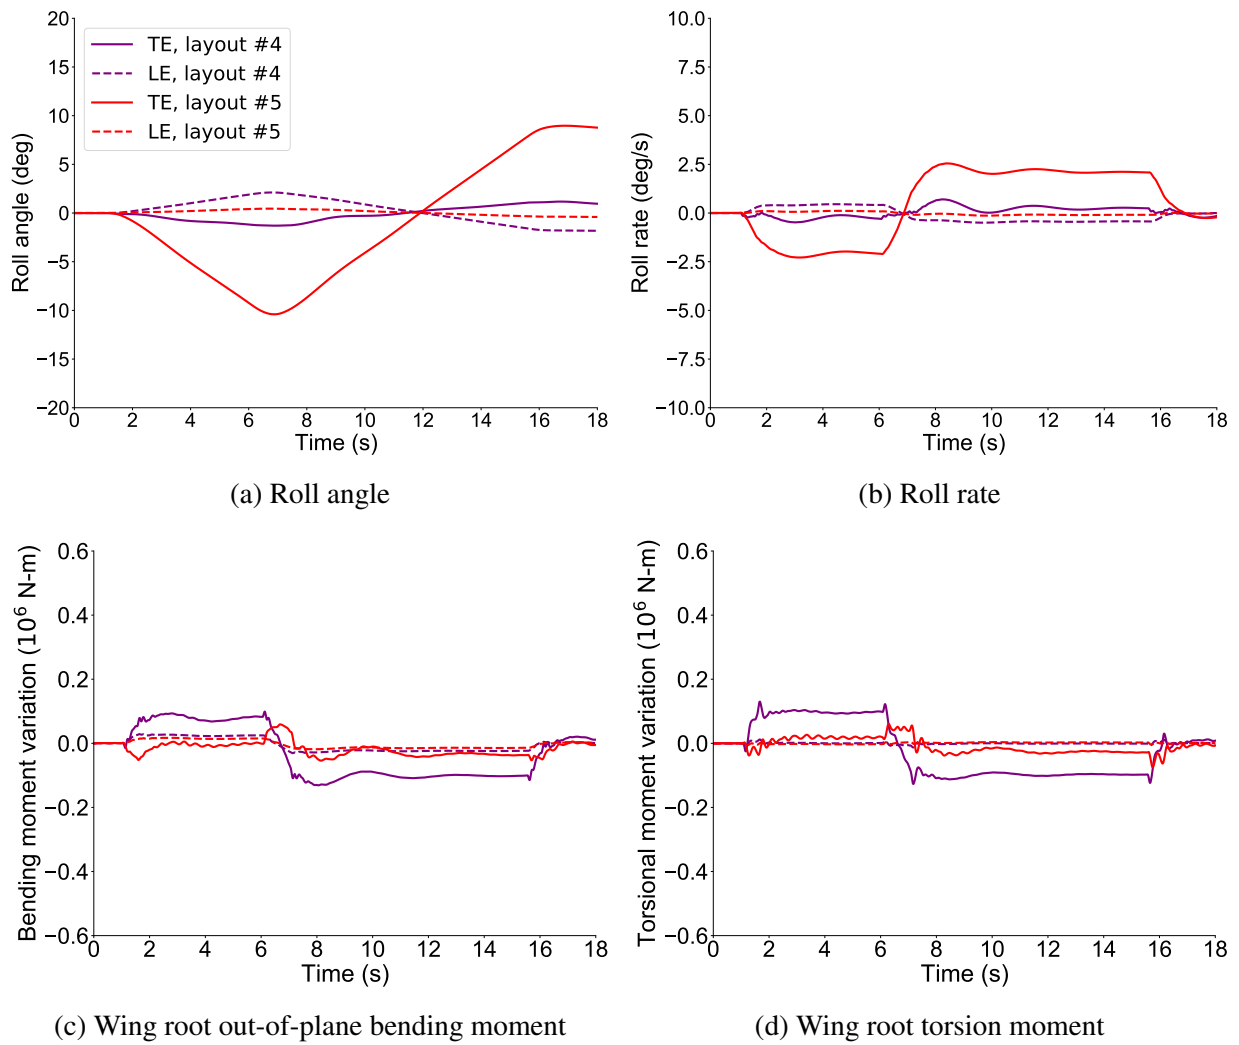 20
15
10
5
0
−5
−10
−15
−20
Roll angle (deg)
TE, layout #4
LE, layout #4
TE, layout #5
LE, layout #5
0 2 4 6 8 10 12 14 16 18
Time (s)
(a) Roll angle
10.0
7.5
5.0
2.5
0.0
−2.5
−5.0
−7.5
−10.0
Roll rate (deg/s)
0 2 4 6 8 10 12 14 16 18
Time (s)
(b) Roll rate
0.6
0.4
0.2
0.0
−0.2
−0.4
−0.6
Bending moment variation (10⁶ N-m)
0 2 4 6 8 10 12 14 16 18
Time (s)
(c) Wing root out-of-plane bending moment
0.6
0.4
0.2
0.0
−0.2
−0.4
−0.6
Torsional moment variation (10⁶ N-m)
0 2 4 6 8 10 12 14 16 18
Time (s)
(d) Wing root torsion moment